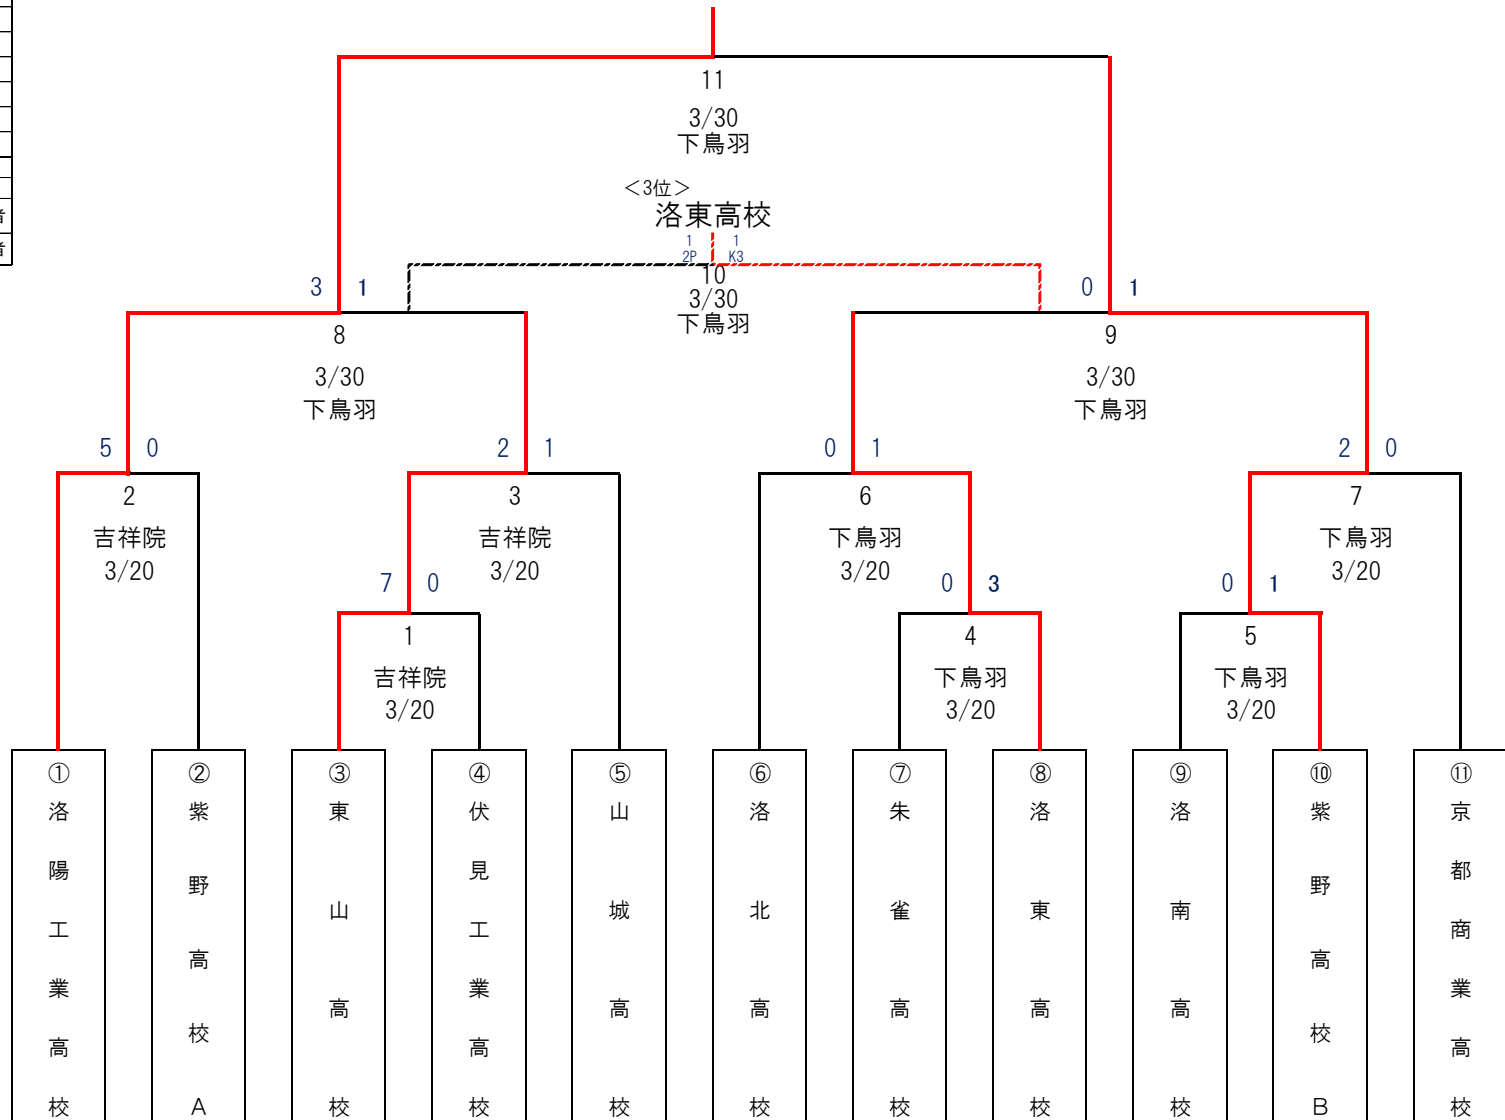 11
3/30
下鳥羽
＜3位＞
洛東高校
1 1
2P K3
10
3/30
下鳥羽
者
者
3 1
0 1
8
3/30
下鳥羽
9
3/30
下鳥羽
5 0
2 1
0 1
2 0
2
吉祥院
3/20
3
吉祥院
3/20
6
下鳥羽
3/20
7
下鳥羽
3/20
7 0
0 3
0 1
1
吉祥院
3/20
4
下鳥羽
3/20
5
下鳥羽
3/20
①洛陽工業高校
②紫野高校A
③東山高校
④伏見工業高校
⑤山城高校
⑥洛北高校
⑦朱雀高校
⑧洛東高校
⑨洛南高校
⑩紫野高校B
⑪京都商業高校